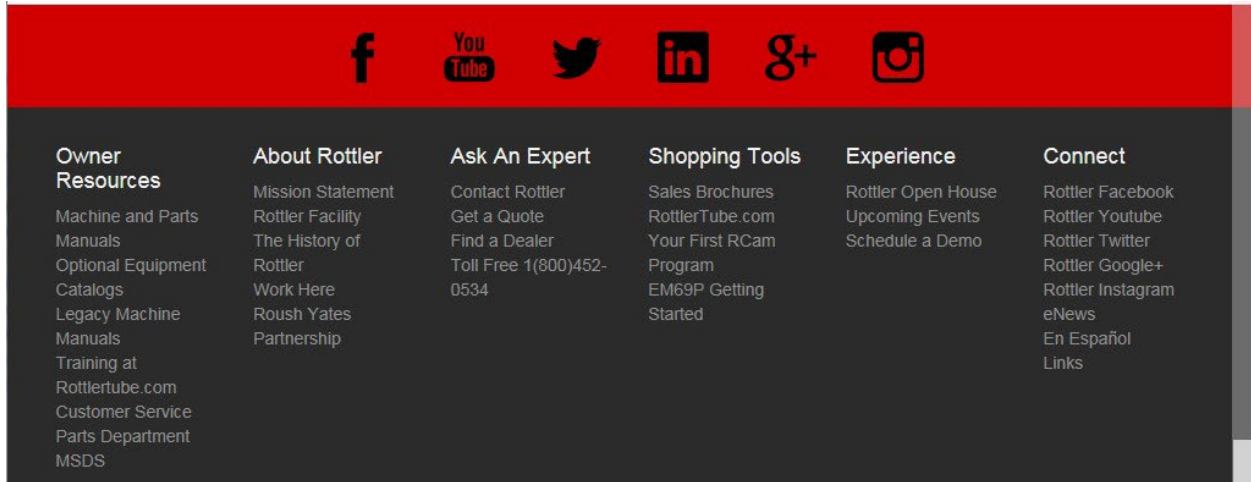 f
You
Tube
in
g+
Owner
Resources
Machine and Parts
Manuals
Optional Equipment
Catalogs
Legacy Machine
Manuals
Training at
Rottlertube.com
Customer Service
Parts Department
MSDS
About Rottler
Mission Statement
Rottler Facility
The History of
Rottler
Work Here
Roush Yates
Partnership
Ask An Expert
Contact Rottler
Get a Quote
Find a Dealer
Toll Free 1(800)452-
0534
Shopping Tools
Sales Brochures
RottlerTube.com
Your First RCam
Program
EM69P Getting
Started
Experience
Rottler Open House
Upcoming Events
Schedule a Demo
Connect
Rottler Facebook
Rottler Youtube
Rottler Twitter
Rottler Google+
Rottler Instagram
eNews
En Español
Links